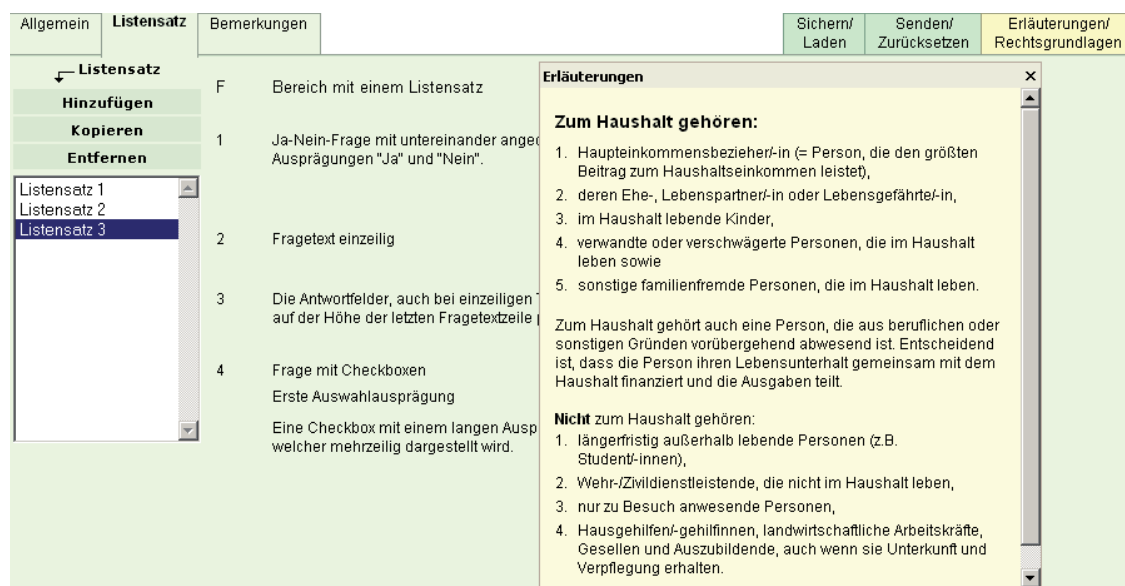 Allgemein
Listensatz
Bemerkungen
Sichern/
Laden
Senden/
Zurücksetzen
Erläuterungen/
Rechtsgrundlagen
Listensatz
Hinzufügen
Kopieren
Entfernen
Listensatz 1
Listensatz 2
Listensatz 3
F Bereich mit einem Listensatz
1 Ja-Nein-Frage mit untereinander
Ausprägungen "Ja" und "Nein".
2 Fragetext einzeilig
3 Die Antwortfelder, auch bei einzeiligen
auf der Höhe der letzten Fragetextzeile
4 Frage mit Checkboxen
Erste Auswahlausprägung
Eine Checkbox mit einem langen Ausp
welcher mehrzeilig dargestellt wird.
Erläuterungen
Zum Haushalt gehören:
1. Haupteinkommensbezieher/-in (= Person, die den größten
Beitrag zum Haushaltseinkommen leistet),
2. deren Ehe-, Lebenspartner/-in oder Lebensgefährte/-in,
3. im Haushalt lebende Kinder,
4. verwandte oder verschwägerte Personen, die im Haushalt
leben sowie
5. sonstige familienfremde Personen, die im Haushalt leben.
Zum Haushalt gehört auch eine Person, die aus beruflichen oder
sonstigen Gründen vorübergehend abwesend ist. Entscheidend
ist, dass die Person ihren Lebensunterhalt gemeinsam mit dem
Haushalt finanziert und die Ausgaben teilt.
Nicht zum Haushalt gehören:
1. längerfristig außerhalb lebende Personen (z.B.
Student/-innen),
2. Wehr-/Zivildienstleistende, die nicht im Haushalt leben,
3. nur zu Besuch anwesende Personen,
4. Hausgehilfen/-gehilfinnen, landwirtschaftliche Arbeitskräfte,
Gesellen und Auszubildende, auch wenn sie Unterkunft und
Verpflegung erhalten.